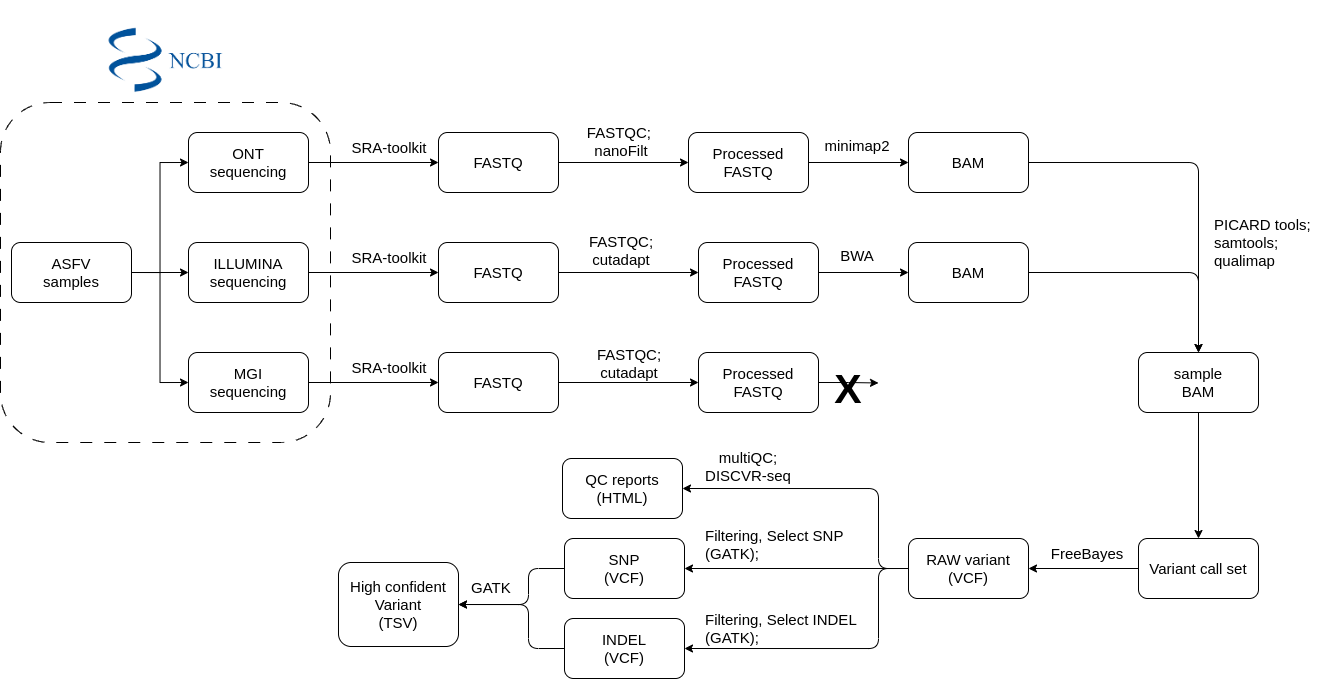 NCBI
ONT
sequencing
SRA-toolkit
FASTQ
FASTQC;
nanoFilt
Processed
FASTQ
minimap2
BAM
PICARD tools;
samtools;
qualimap
ASFV
samples
ILLUMINA
sequencing
SRA-toolkit
FASTQ
FASTQC;
cutadapt
Processed
FASTQ
BWA
BAM
MGI
sequencing
SRA-toolkit
FASTQ
FASTQC;
cutadapt
Processed
FASTQ
X
sample
BAM
QC reports
(HTML)
multiQC;
DISCVR-seq
High confident
Variant
(TSV)
GATK
SNP
(VCF)
Filtering, Select SNP
(GATK);
RAW variant
(VCF)
FreeBayes
Variant call set
INDEL
(VCF)
Filtering, Select INDEL
(GATK);